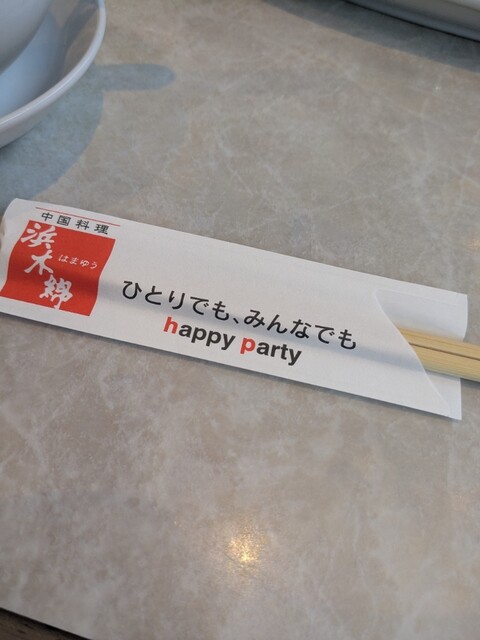 中国料理
浜木綿
はまゆう
ひとりでも、みんなでも
happy party